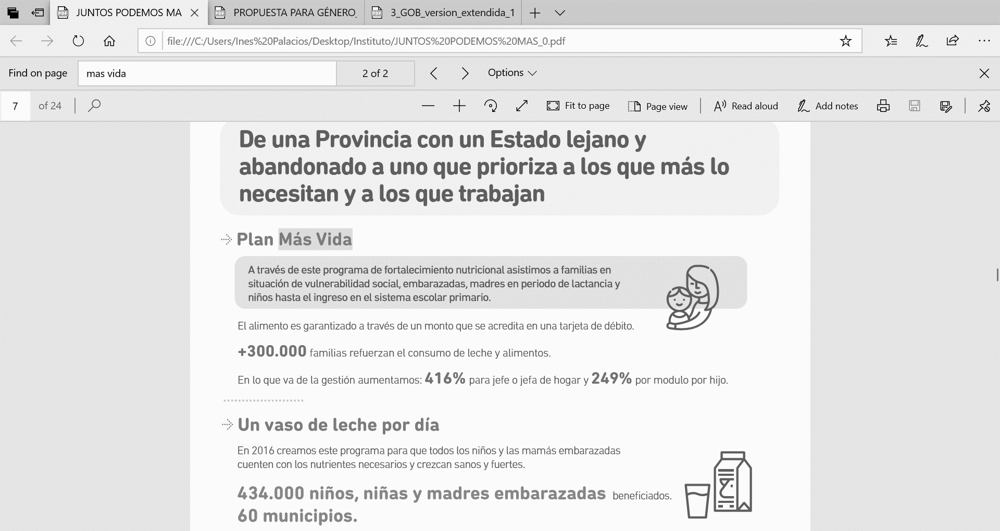 JUNTOS PODEMOS MA
PROPUESTA PARA GÉNERO_
3_GOB_version_extendida_1
file:///C:/Users/Ines%20Palacios/Desktop/Instituto/JUNTOS%20PODEMOS%20MAS_0.pdf
Find on page mas vida 2 of 2 Options
7 of 24 Fit to page Page view Read aloud Add notes
De una Provincia con un Estado lejano y
abandonado a uno que prioriza a los que más lo
necesitan y a los que trabajan
Plan Más Vida
A través de este programa de fortalecimiento nutricional asistimos a familias en
situación de vulnerabilidad social, embarazadas, madres en periodo de lactancia y
niños hasta el ingreso en el sistema escolar primario.
El alimento es garantizado a través de un monto que se acredita en una tarjeta de débito.
+300.000 familias refuerzan el consumo de leche y alimentos.
En lo que va de la gestión aumentamos: 416% para jefe o jefa de hogar y 249% por modulo por hijo.
Un vaso de leche por día
En 2016 creamos este programa para que todos los niños y las mamás embarazadas
cuenten con los nutrientes necesarios y crezcan sanos y fuertes.
434.000 niños, niñas y madres embarazadas beneficiados.
60 municipios.